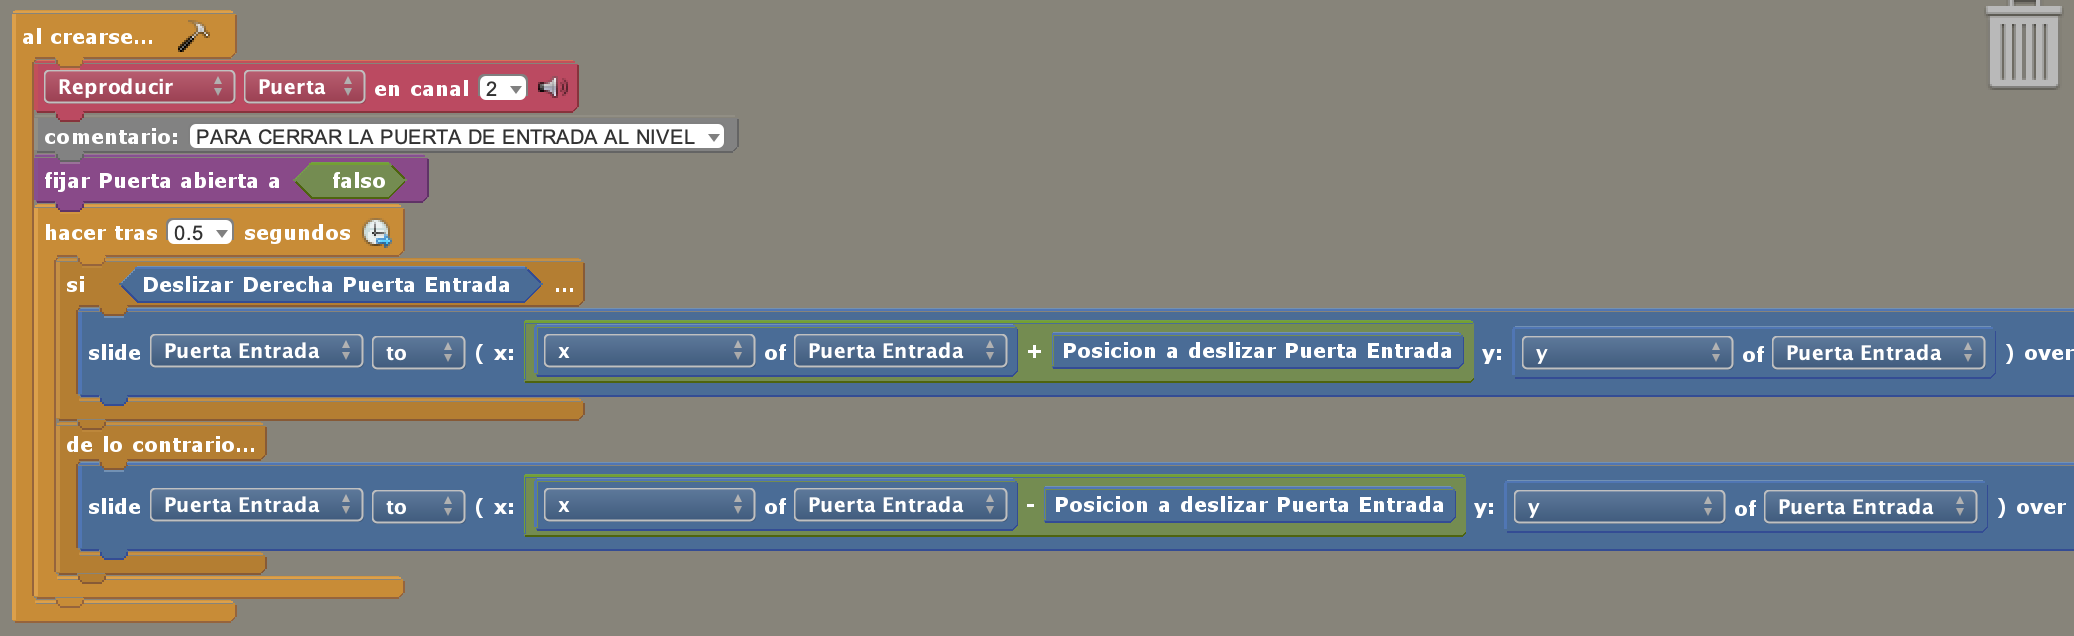 al crearse...
Reproducir Puerta en canal 2
comentario: PARA CERRAR LA PUERTA DE ENTRADA AL NIVEL
fijar Puerta abierta a falso
hacer tras 0.5 segundos
si Deslizar Derecha Puerta Entrada ...
slide Puerta Entrada to ( x: x of Puerta Entrada + Posicion a deslizar Puerta Entrada y: y of Puerta Entrada ) over
de lo contrario...
slide Puerta Entrada to ( x: x of Puerta Entrada - Posicion a deslizar Puerta Entrada y: y of Puerta Entrada ) over